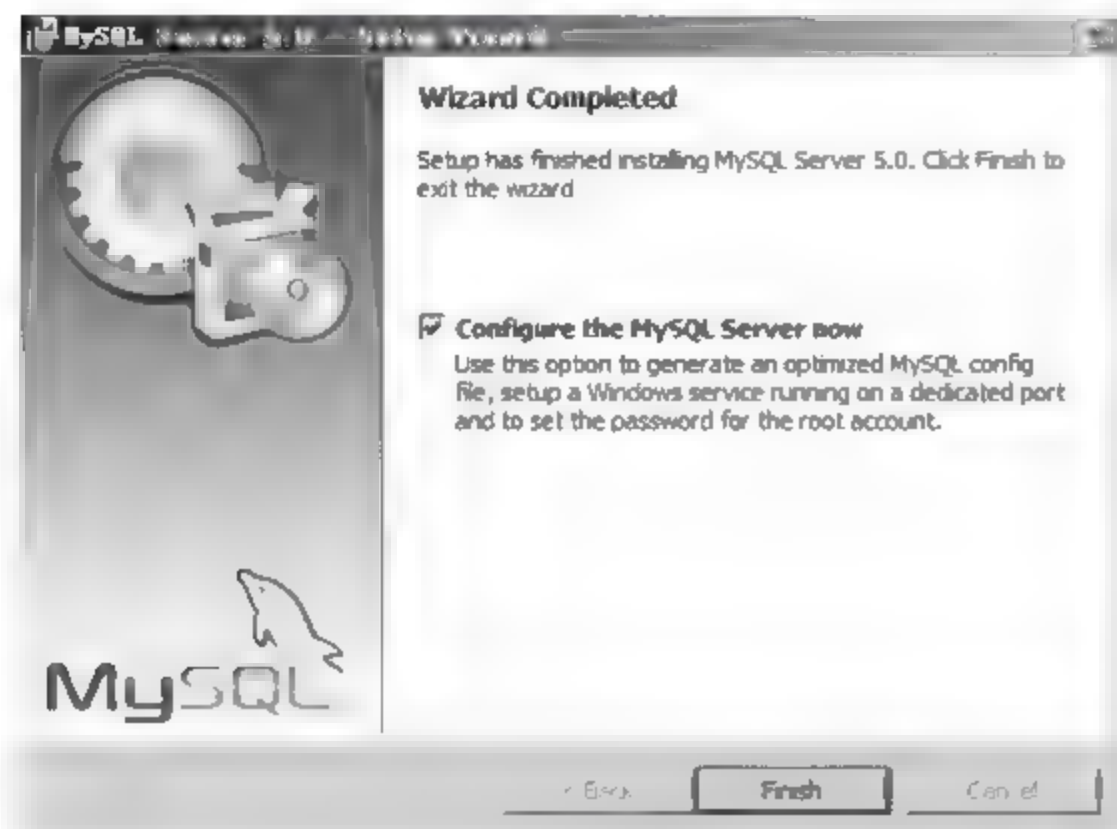 MySQL
Wizard Completed
Setup has finished installing MySQL Server 5.0. Click Finish to
exit the wizard
Configure the MySQL Server now
Use this option to generate an optimized MySQL config
file, setup a Windows service running on a dedicated port
and to set the password for the root account.
MySQL
< Back
Finish
Cancel